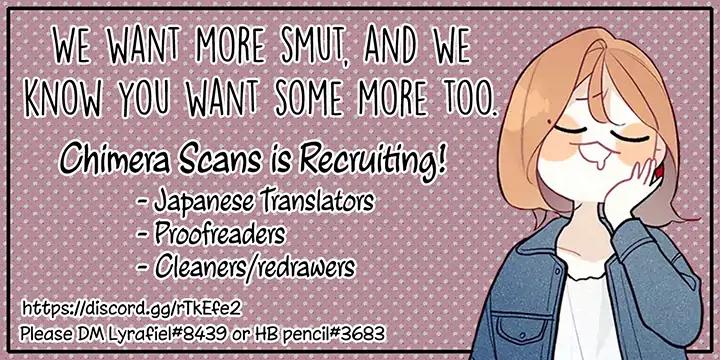 WE WANT MORE SMUT, AND WE
KNOW YOU WANT SOME MORE TOO.
Chimera Scans is Recruiting!
- Japanese Translators
- Proofreaders
- Cleaners/redrawers
https://discord.gg/rTkEfe2
Please DM Lyrafiel#8439 or HB pencil#3683